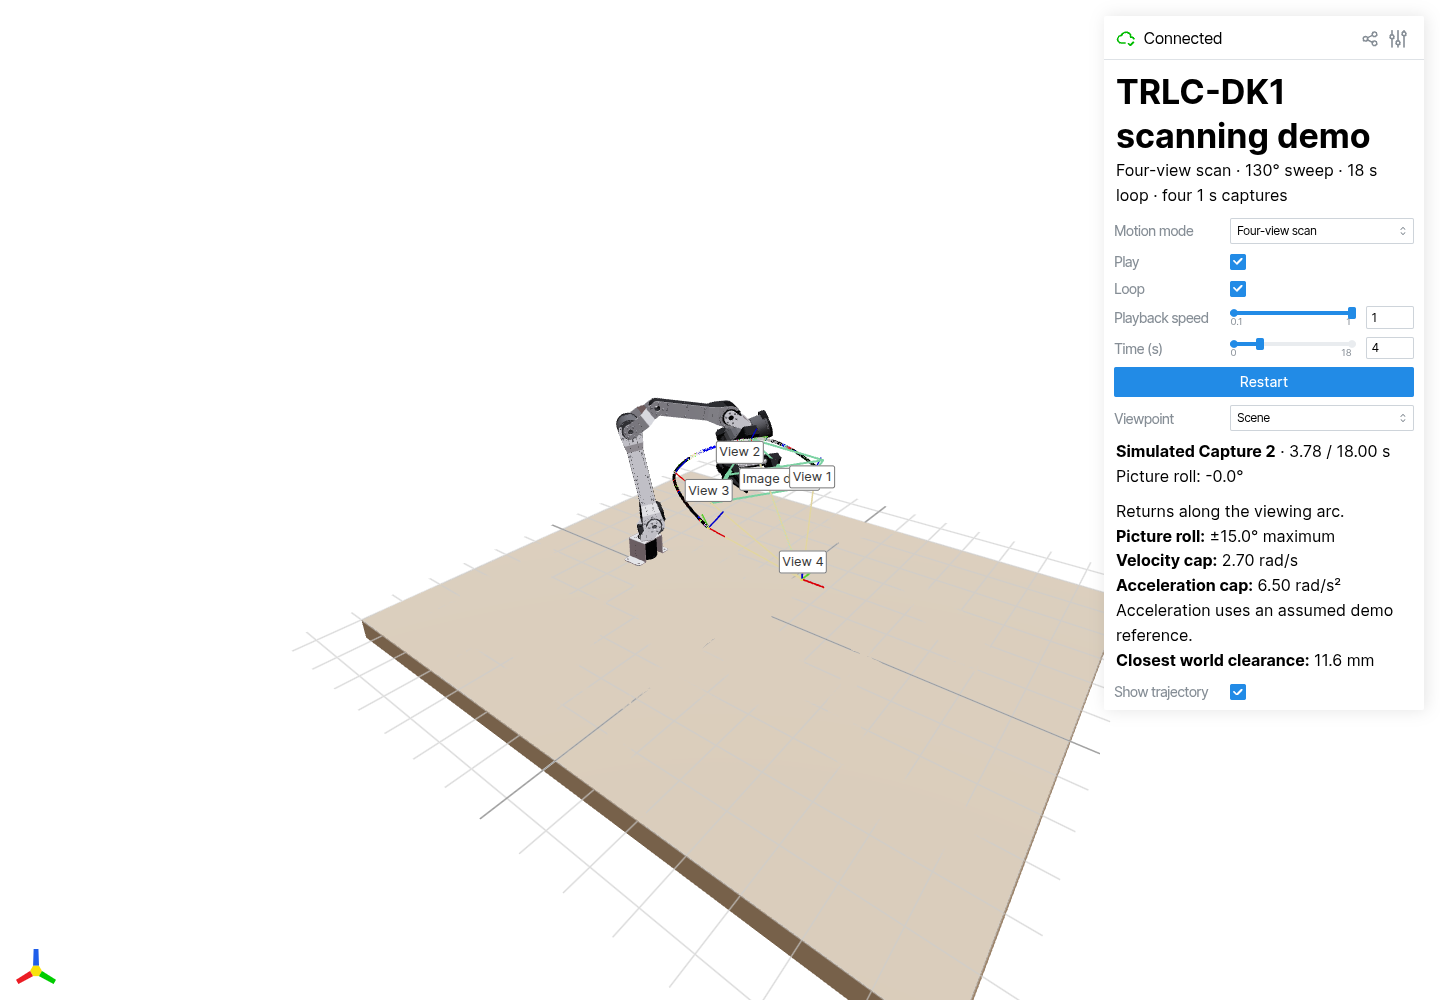 Connected
TRLC-DK1
scanning demo
Four-view scan · 130° sweep · 18 s
loop · four 1 s captures
Motion mode Four-view scan
Play
Loop
Playback speed 0.1 1 1
Time (s) 0 18 4
Restart
Viewpoint Scene
Simulated Capture 2 · 3.78 / 18.00 s
Picture roll: -0.0°
Returns along the viewing arc.
Picture roll: ±15.0° maximum
Velocity cap: 2.70 rad/s
Acceleration cap: 6.50 rad/s²
Acceleration uses an assumed demo
reference.
Closest world clearance: 11.6 mm
Show trajectory
View 2
Image
View 1
View 3
View 4